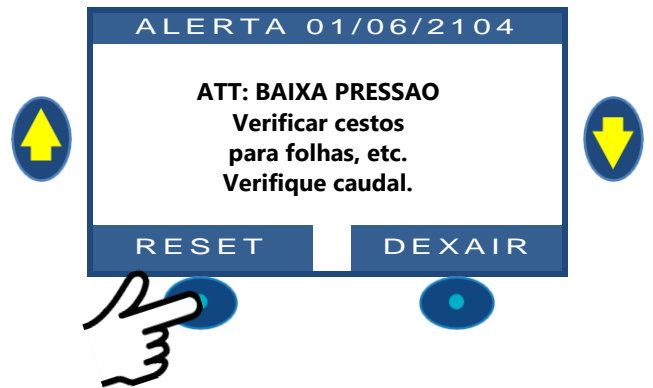 ALERTA 01/06/2104
ATT: BAIXA PRESSAO
Verificar cestos
para folhas, etc.
Verifique caudal.
RESET DEXAIR